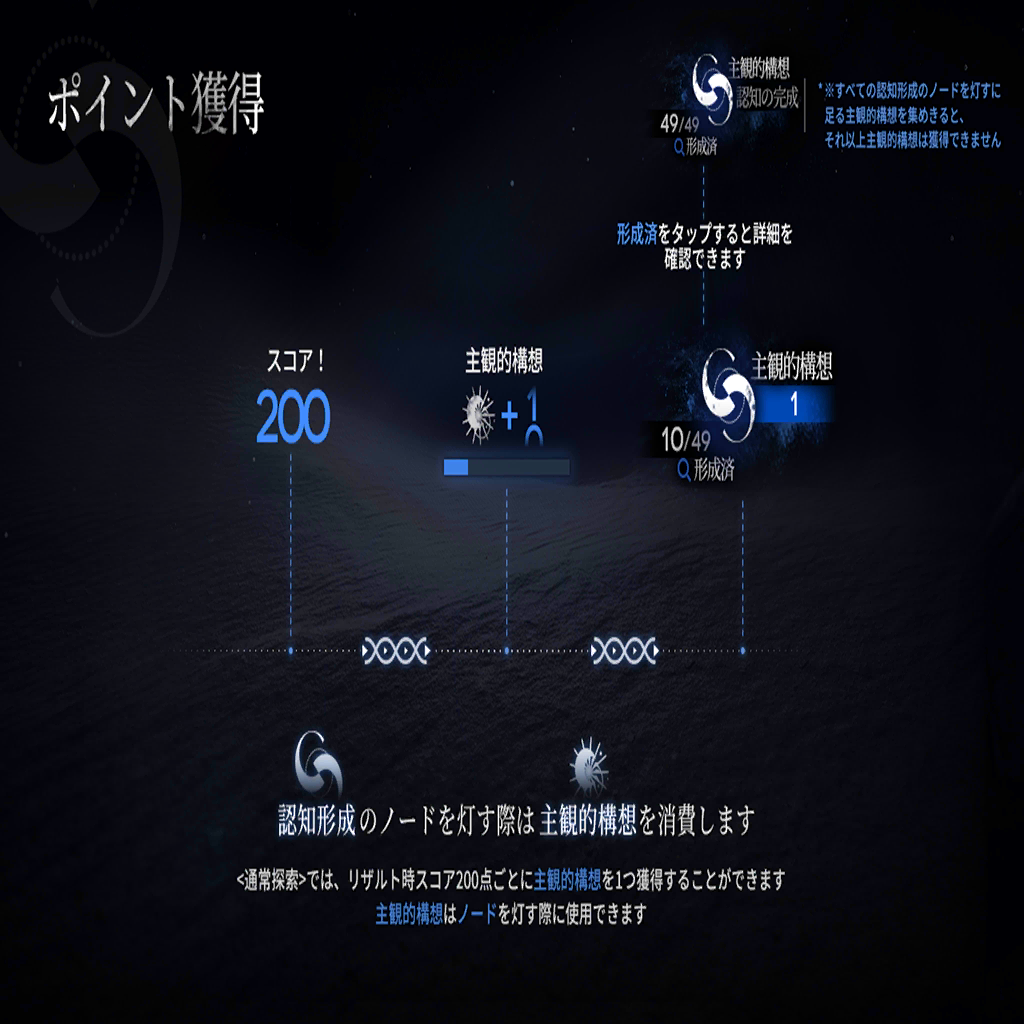 ポイント獲得
主観的構想
認知の完成
49/49
形成済
*※すべての認知形成のノードを灯すに
足る主観的構想を集めきると、
それ以上主観的構想は獲得できません
形成済をタップすると詳細を
確認できます
スコア！
200
主観的構想
+1
主観的構想
1
10/49
形成済
認知形成のノードを灯す際は主観的構想を消費します
<通常探索>では、リザルト時スコア200点ごとに主観的構想を1つ獲得することができます
主観的構想はノードを灯す際に使用できます